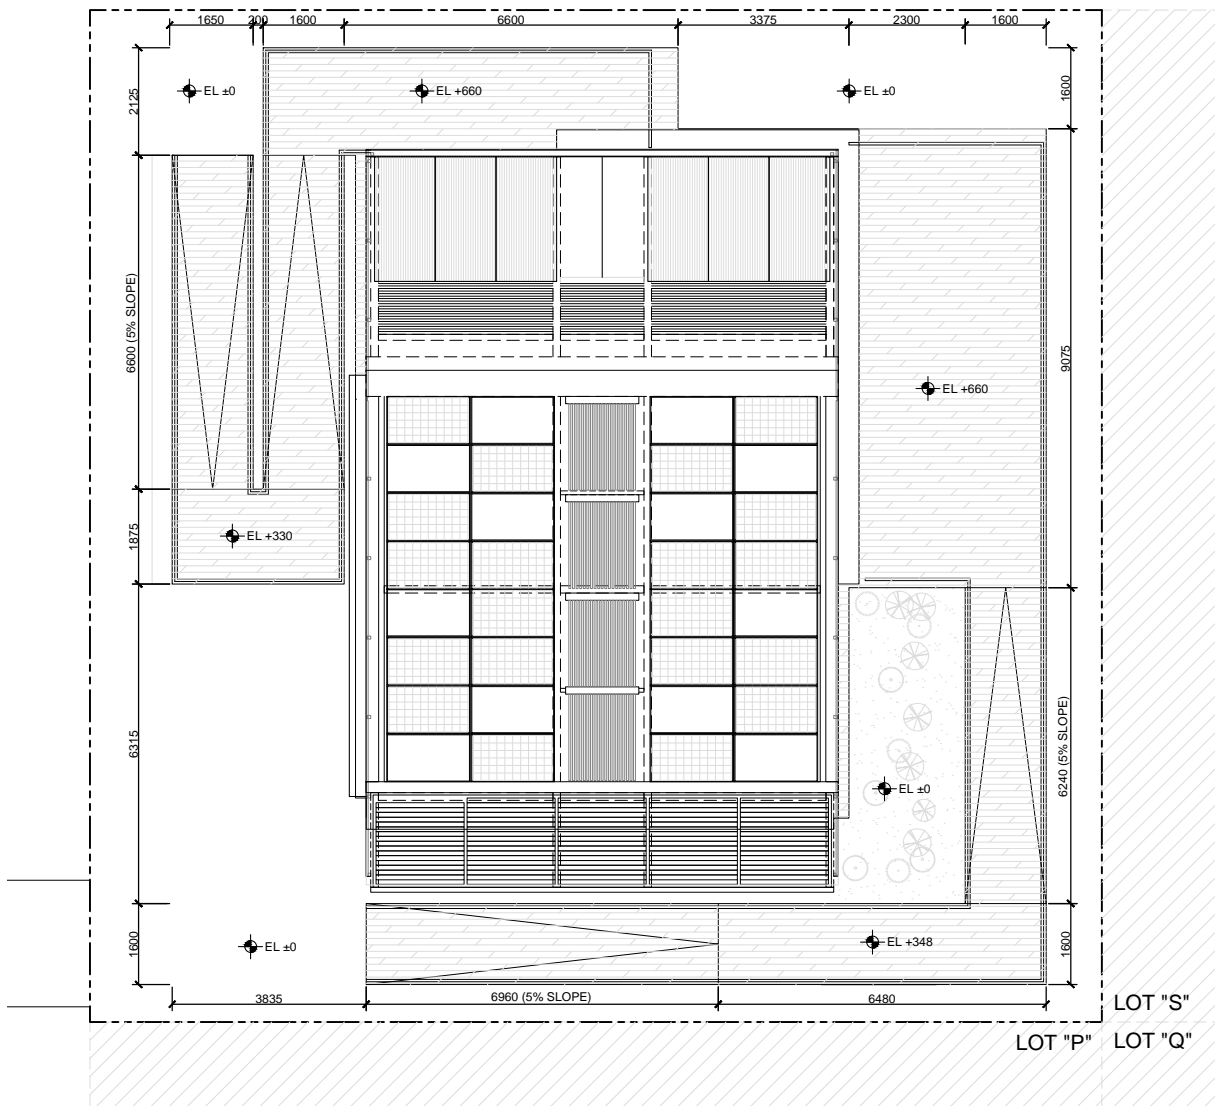 1650 200 1600 6600 3375 2300 1600
EL ±0 EL +660 EL ±0
2125
1600
6600 (5% SLOPE)
9075
EL +660
1875
EL +330
6315
6240 (5% SLOPE)
EL ±0
1600
EL ±0 EL +348
1600
3835 6960 (5% SLOPE) 6480
LOT "S"
LOT "P" LOT "Q"